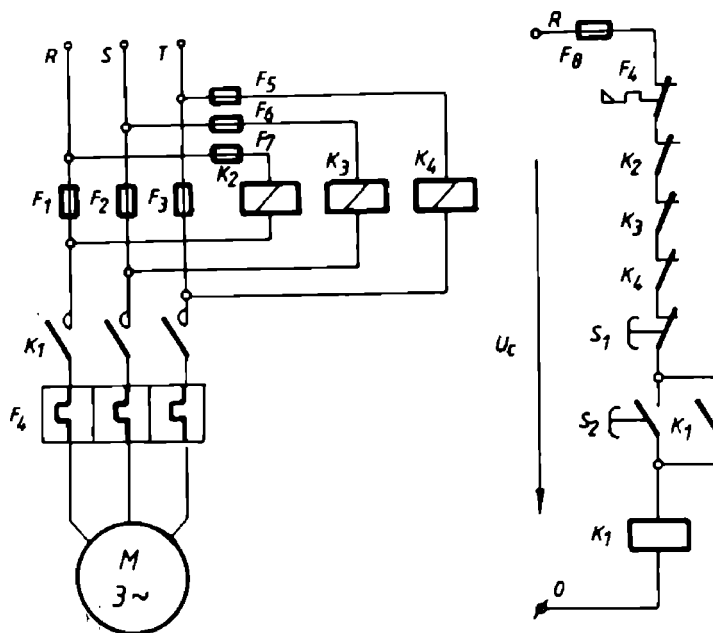 R S T
F5
F6
F7
K2 K3 K4
F1 F2 F3
K1
F4
M
3~
R
F8
F4
K2
K3
K4
S1
Uc
S2 K1
K1
0